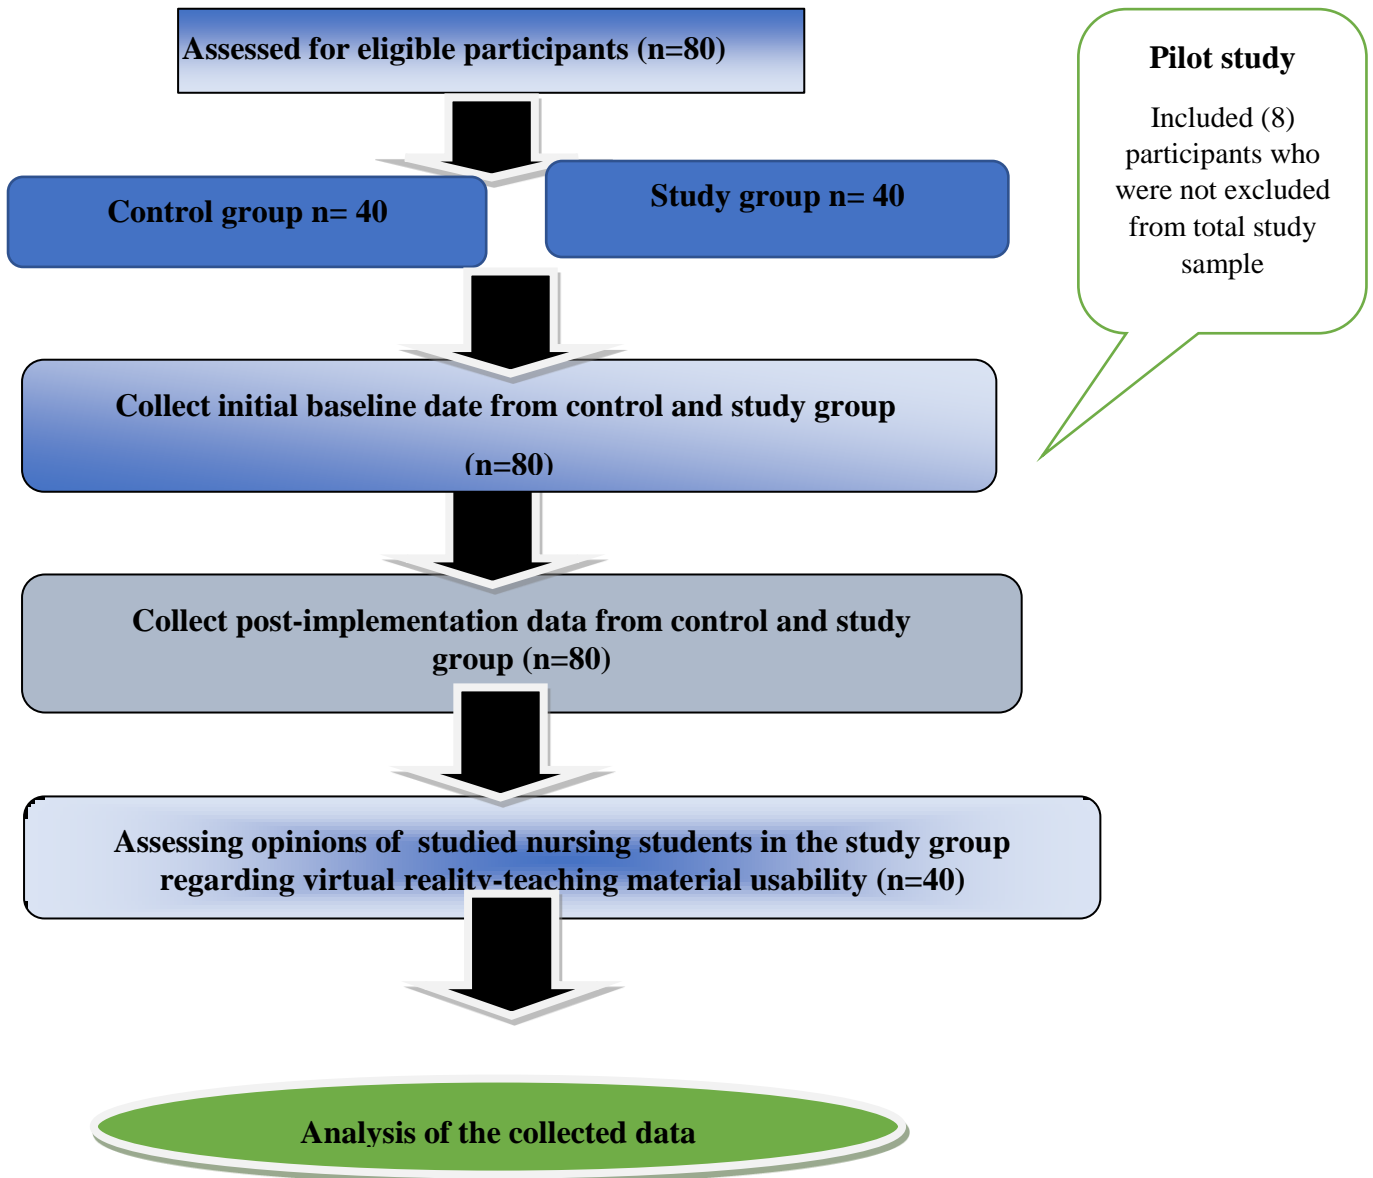 Assessed for eligible participants (n=80)
Pilot study
Included (8)
participants who
were not excluded
from total study
sample
Control group n= 40
Study group n= 40
Collect initial baseline date from control and study group
(n=80)
Collect post-implementation data from control and study
group (n=80)
Assessing opinions of  studied nursing students in the study group
regarding virtual reality-teaching material usability (n=40)
Analysis of the collected data